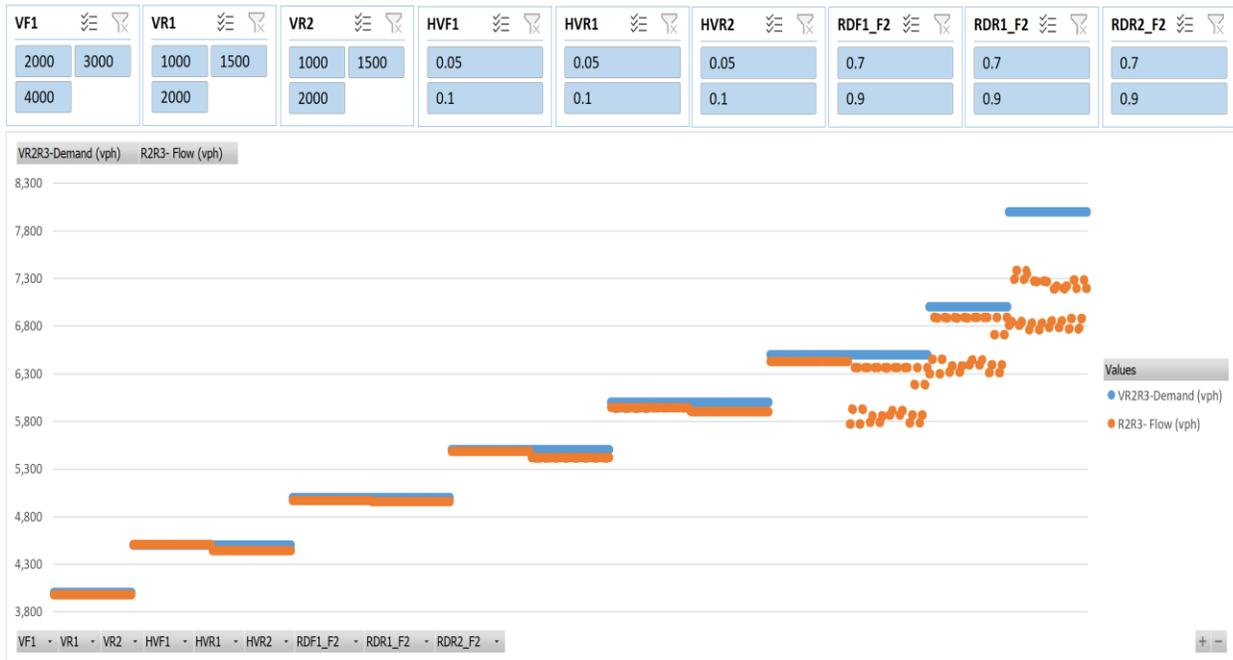 VF1 VR1 VR2 HVF1 HVR1 HVR2 RDF1_F2 RDR1_F2 RDR2_F2
2000 3000 1000 1500 1000 1500 0.05 0.05 0.05 0.7 0.7 0.7
4000 2000 2000 0.1 0.1 0.1 0.9 0.9 0.9
VR2R3-Demand (vph) R2R3- Flow (vph)
8,300
7,800
7,300
6,800
6,300
5,800
5,300
4,800
4,300
3,800
Values
VR2R3-Demand (vph)
R2R3- Flow (vph)
VF1 VR1 VR2 HVF1 HVR1 HVR2 RDF1_F2 RDR1_F2 RDR2_F2
+ −